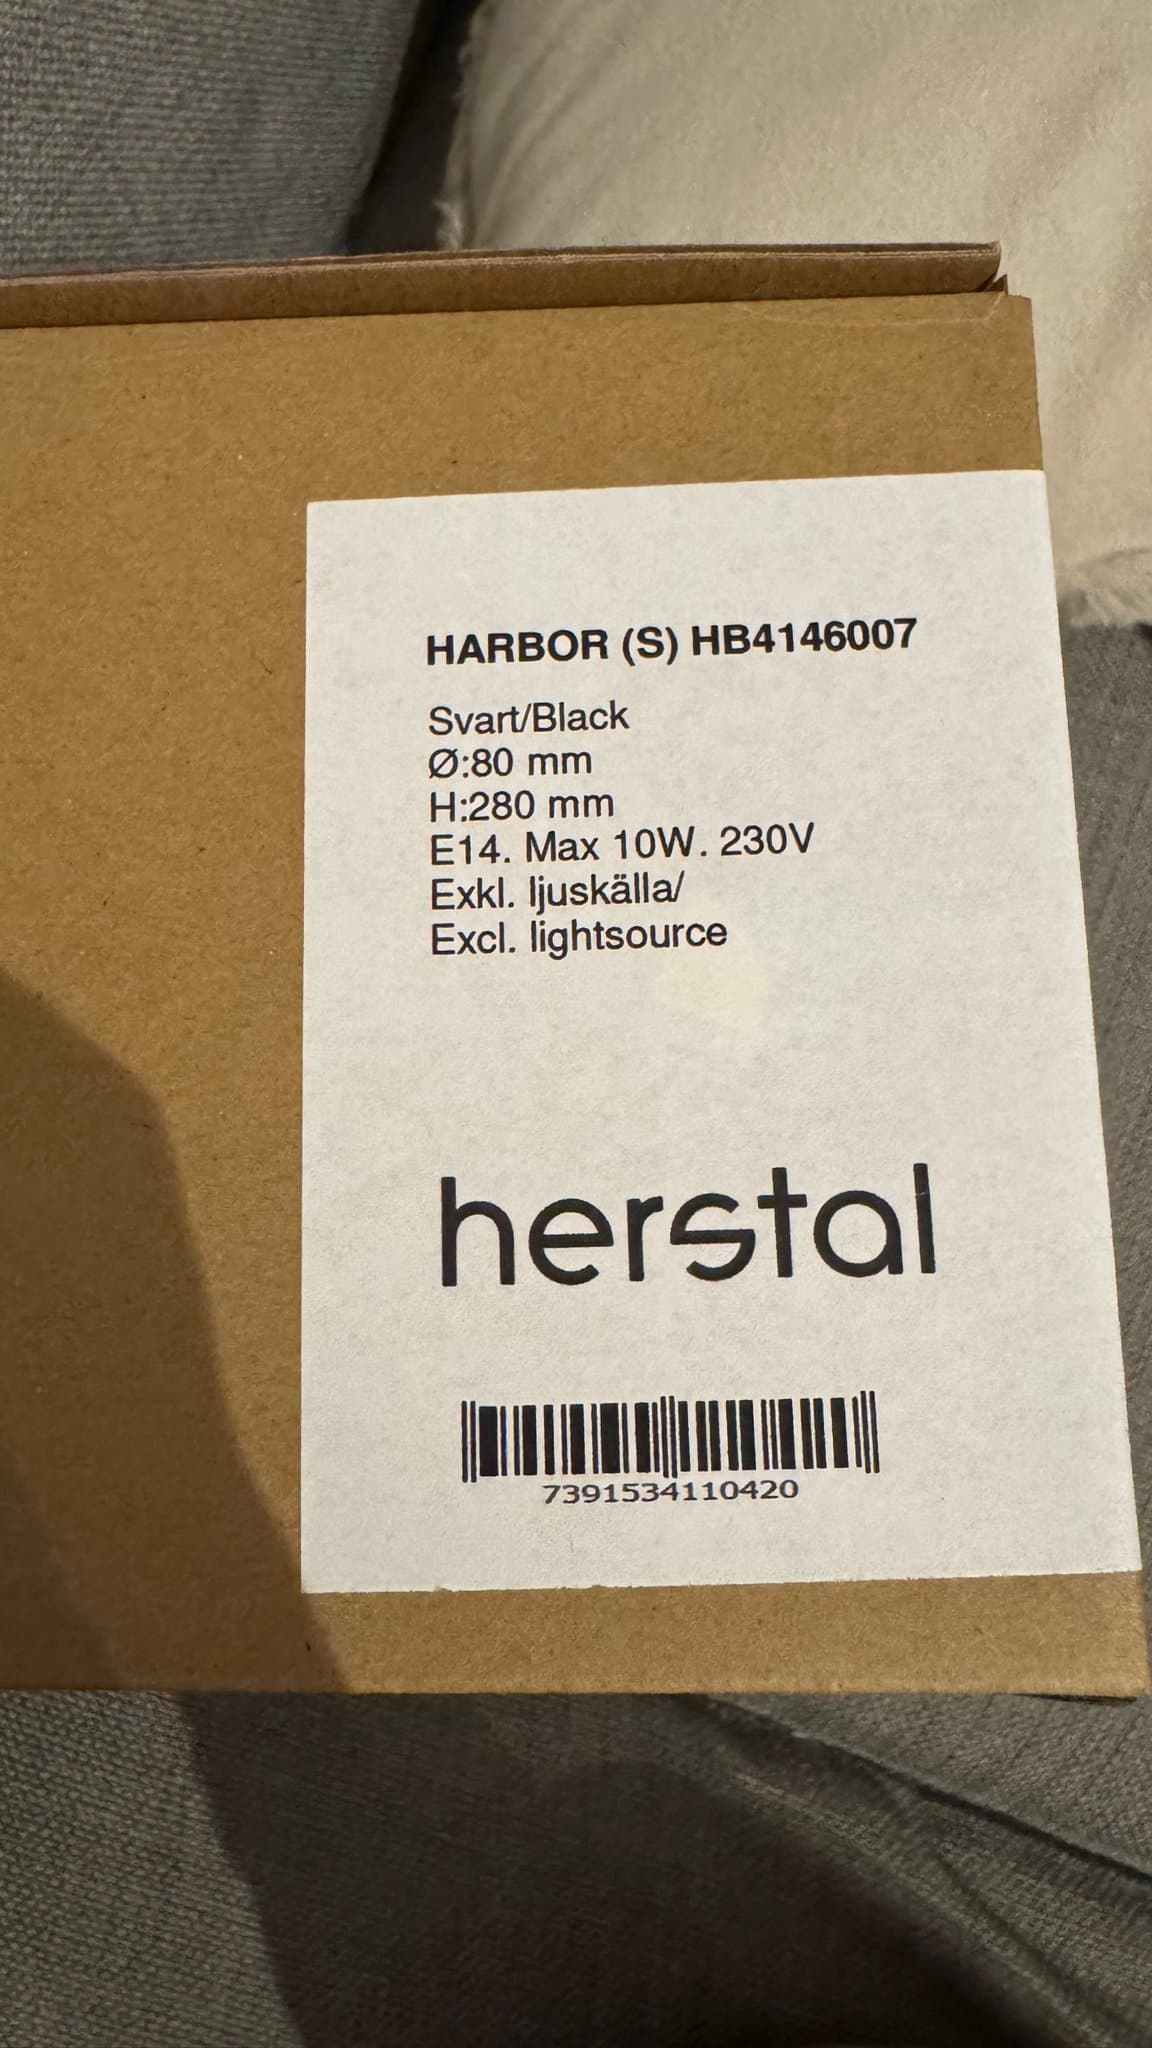 HARBOR (S) HB4146007
Svart/Black
Ø:80 mm
H:280 mm
E14. Max 10W. 230V
Exkl. ljuskälla/
Excl. lightsource
herstal
7391534110420